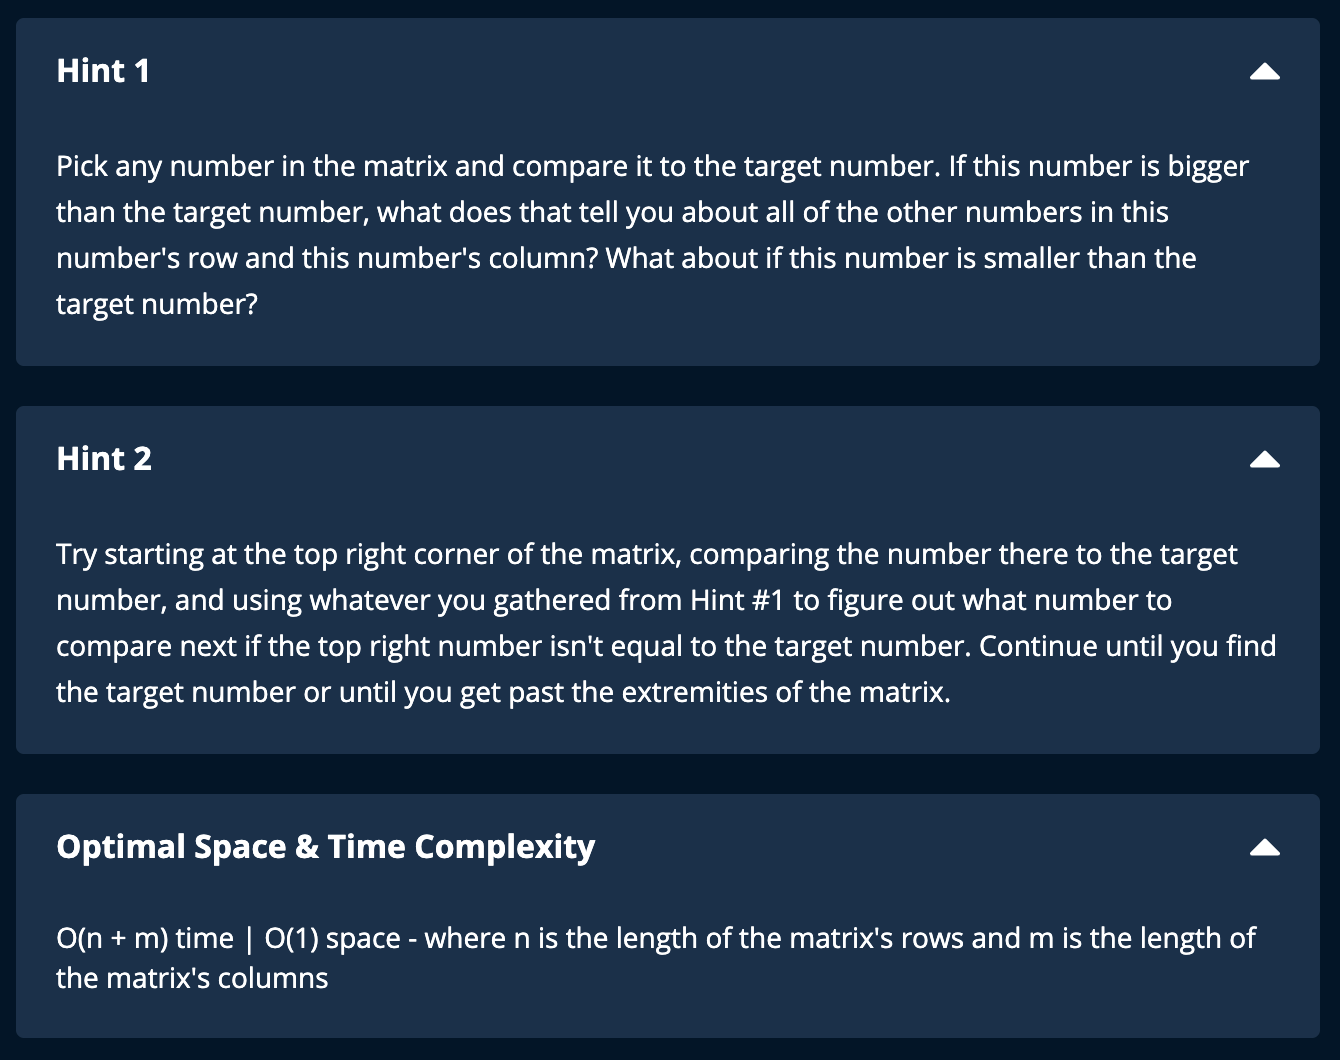 Hint 1
Pick any number in the matrix and compare it to the target number. If this number is bigger
than the target number, what does that tell you about all of the other numbers in this
number's row and this number's column? What about if this number is smaller than the
target number?
Hint 2
Try starting at the top right corner of the matrix, comparing the number there to the target
number, and using whatever you gathered from Hint #1 to figure out what number to
compare next if the top right number isn't equal to the target number. Continue until you find
the target number or until you get past the extremities of the matrix.
Optimal Space & Time Complexity
O(n + m) time | O(1) space - where n is the length of the matrix's rows and m is the length of
the matrix's columns